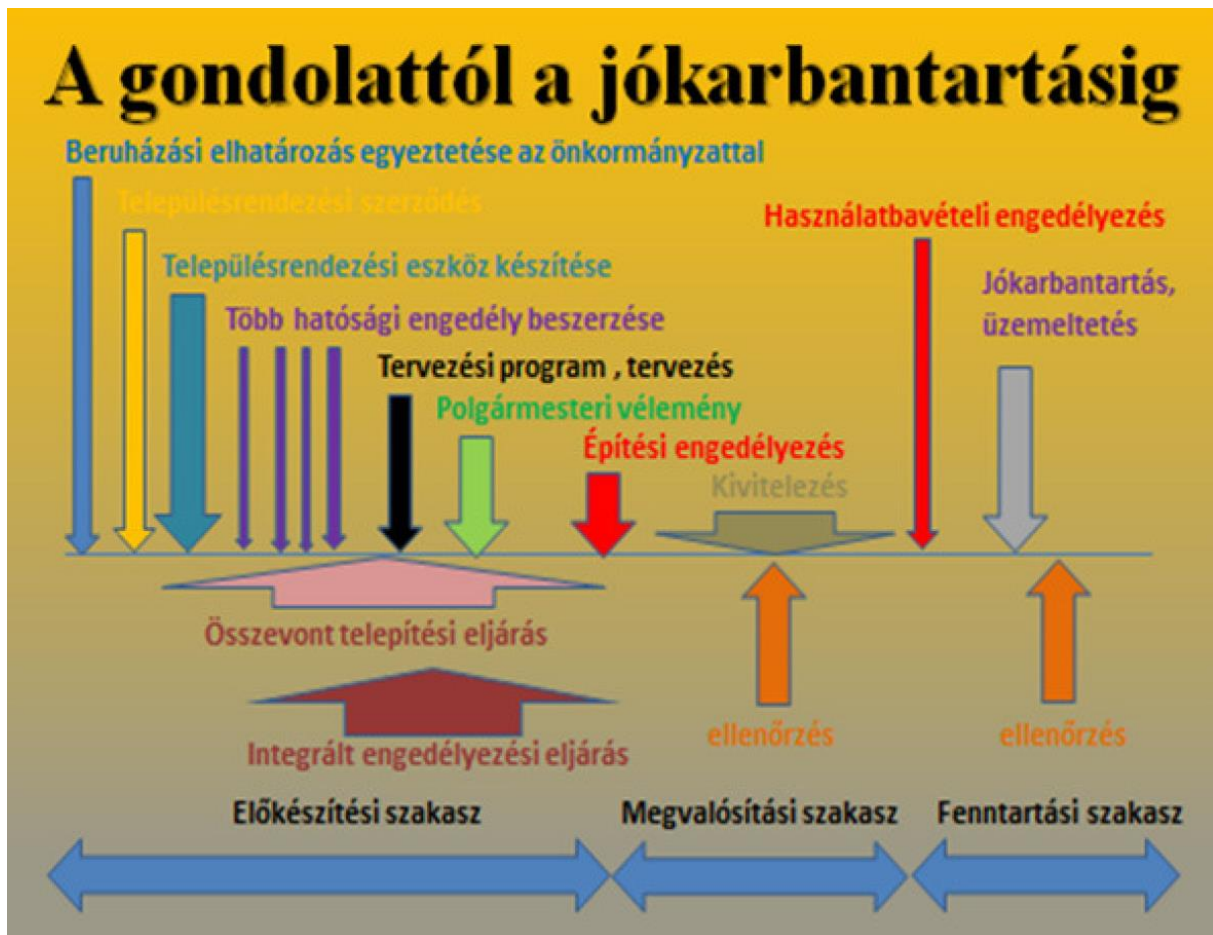 A gondolattól a jókarbantartásig
Beruházási elhatározás egyeztetése az önkormányzattal
Településrendezési szerződés
Használatbavételi engedélyezés
Településrendezési eszköz készítése
Jókarbantartás,
üzemeltetés
Több hatósági engedély beszerzése
Tervezési program , tervezés
Polgármesteri vélemény
Építési engedélyezés
Kivitelezés
Összevont telepítési eljárás
Integrált engedélyezési eljárás
ellenőrzés
ellenőrzés
Előkészítési szakasz
Megvalósítási szakasz
Fenntartási szakasz